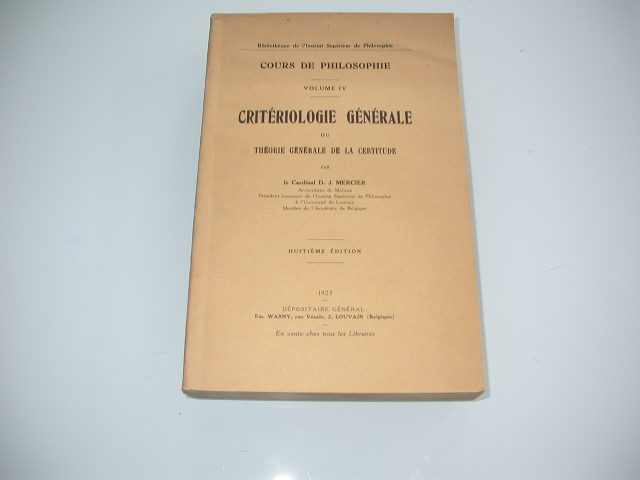 Bibliothèque de l'Institut Supérieur de Philosophie
COURS DE PHILOSOPHIE
VOLUME IV
CRITÉRIOLOGIE GÉNÉRALE
OU
THÉORIE GÉNÉRALE DE LA CERTITUDE
PAR
le Cardinal D. J. MERCIER
Archevêque de Malines
Président honoraire de l'Institut Supérieur de Philosophie
à l'Université de Louvain
Membre de l'Académie de Belgique
HUITIÈME ÉDITION
1923
DÉPOSITAIRE GÉNÉRAL
Em. WARNY, rue Vésale, 2, LOUVAIN (Belgique)
En vente chez tous les Libraires